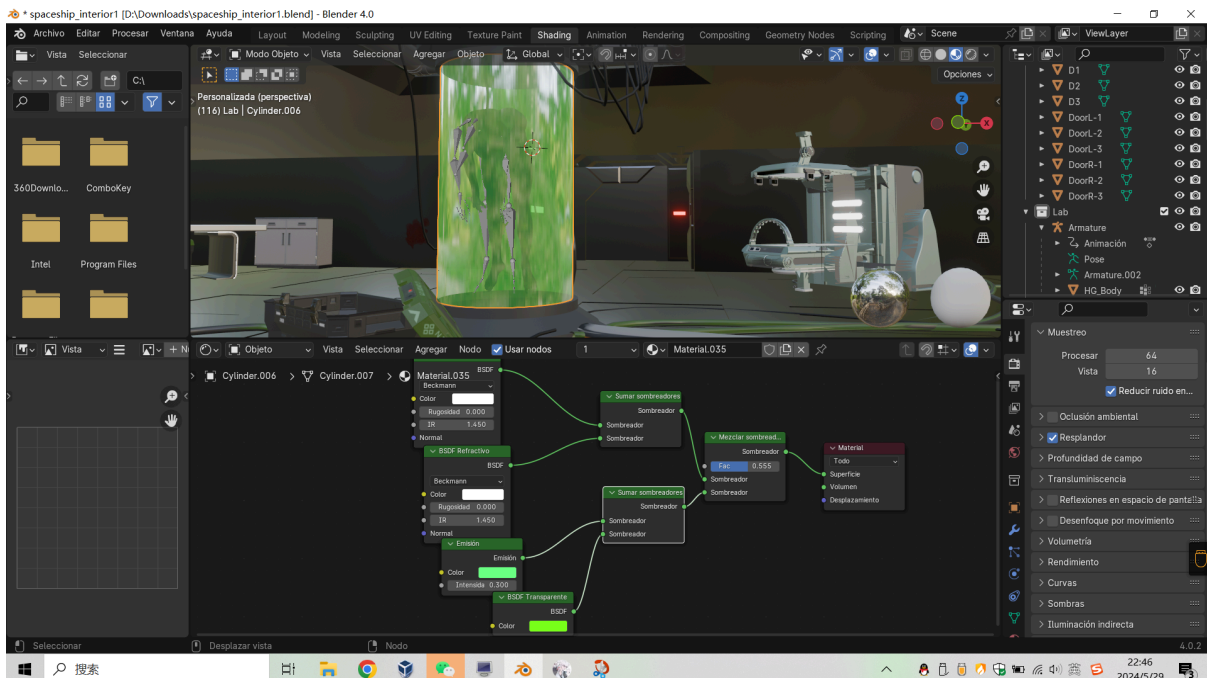 * spaceship_interior1 [D:\Downloads\spaceship_interior1.blend] - Blender 4.0
Archivo Editar Procesar Ventana Ayuda Layout Modeling Sculpting UV Editing Texture Paint Shading Animation Rendering Compositing Geometry Nodes Scripting Scene ViewLayer
Vista Seleccionar
Modo Objeto Vista Seleccionar Agregar Objeto Global
C:\
Opciones
Personalizada (perspectiva)
(116) Lab | Cylinder.006
360Downlo... ComboKey
Intel Program Files
X
Z
D1
D2
D3
DoorL-1
DoorL-2
DoorL-3
DoorR-1
DoorR-2
DoorR-3
Lab
Armature
Animación
Pose
Armature.002
HG_Body
Vista
Objeto Vista Seleccionar Agregar Nodo Usar nodos 1 Material.035
Cylinder.006 > Cylinder.007 > Material.035
BSDF
Beckmann
Color
Rugosidad 0.000
IR 1.450
Normal
BSDF Refractivo
BSDF
Beckmann
Color
Rugosidad 0.000
IR 1.450
Normal
Emisión
Emisión
Color
Intensida 0.300
BSDF Transparente
BSDF
Color
Sumar sombreadores
Sombreador
Sombreador
Sombreador
Sumar sombreadores
Sombreador
Sombreador
Sombreador
Mezclar sombread...
Sombreador
Fac 0.555
Sombreador
Sombreador
Material
Todo
Superficie
Volumen
Desplazamiento
Muestreo
Procesar 64
Vista 16
Reducir ruido en...
Oclusión ambiental
Resplandor
Profundidad de campo
Transluminiscencia
Reflexiones en espacio de pantalla
Desenfoque por movimiento
Volumetría
Rendimiento
Curvas
Sombras
Iluminación indirecta
Seleccionar Desplazar vista Nodo 4.0.2
搜索
英
22:46
2024/5/29
3